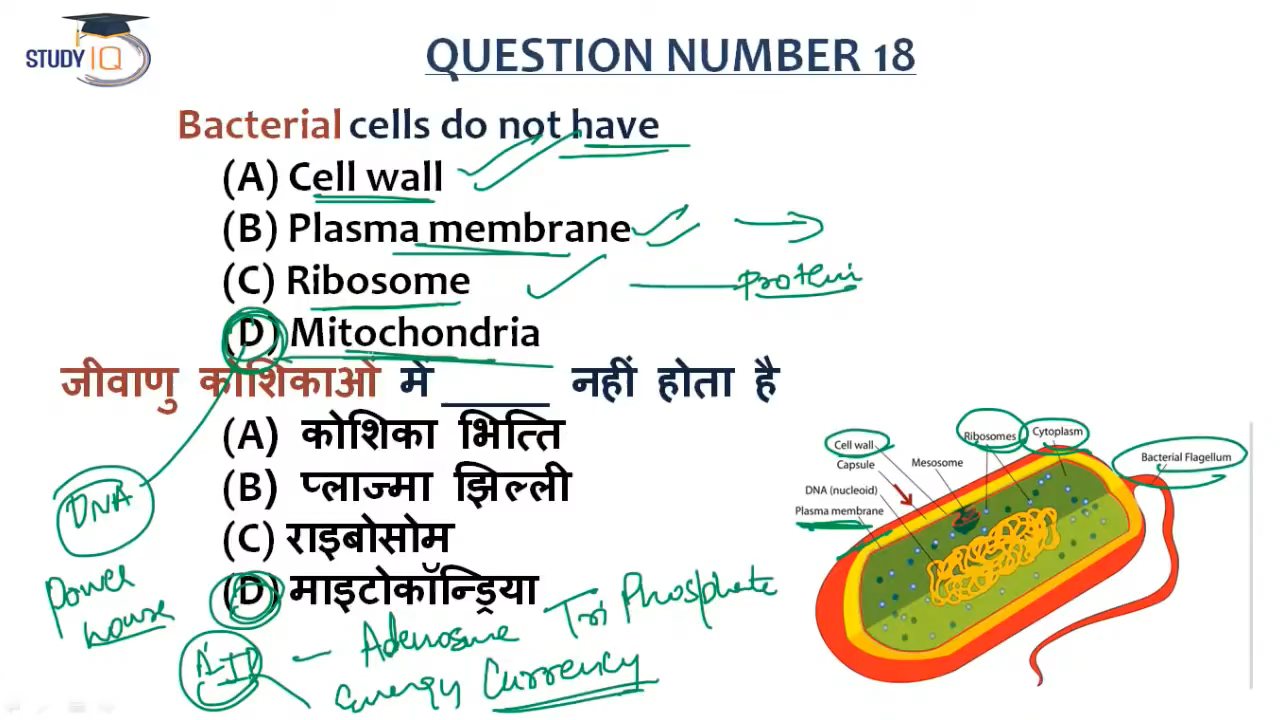 STUDY IQ
QUESTION NUMBER 18
Bacterial cells do not have
(A) Cell wall
(B) Plasma membrane
(C) Ribosome
Protein
(D) Mitochondria
जीवाणु कोशिकाओं में _____ नहीं होता है
(A) कोशिका भित्ति
(B) प्लाज्मा झिल्ली
(C) राइबोसोम
(D) माइटोकॉन्ड्रिया
DNA
Power
house
ATP – Adenosine Tri Phosphate
Energy Currency
Cell wall
Ribosomes
Cytoplasm
Capsule
Mesosome
Bacterial Flagellum
DNA (nucleoid)
Plasma membrane